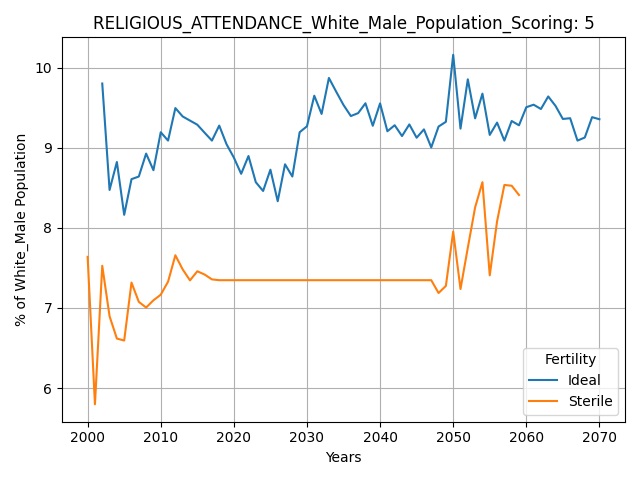 RELIGIOUS_ATTENDANCE_White_Male_Population_Scoring: 5
% of White_Male Population
10
9
8
7
6
Fertility
Ideal
Sterile
2000 2010 2020 2030 2040 2050 2060 2070
Years